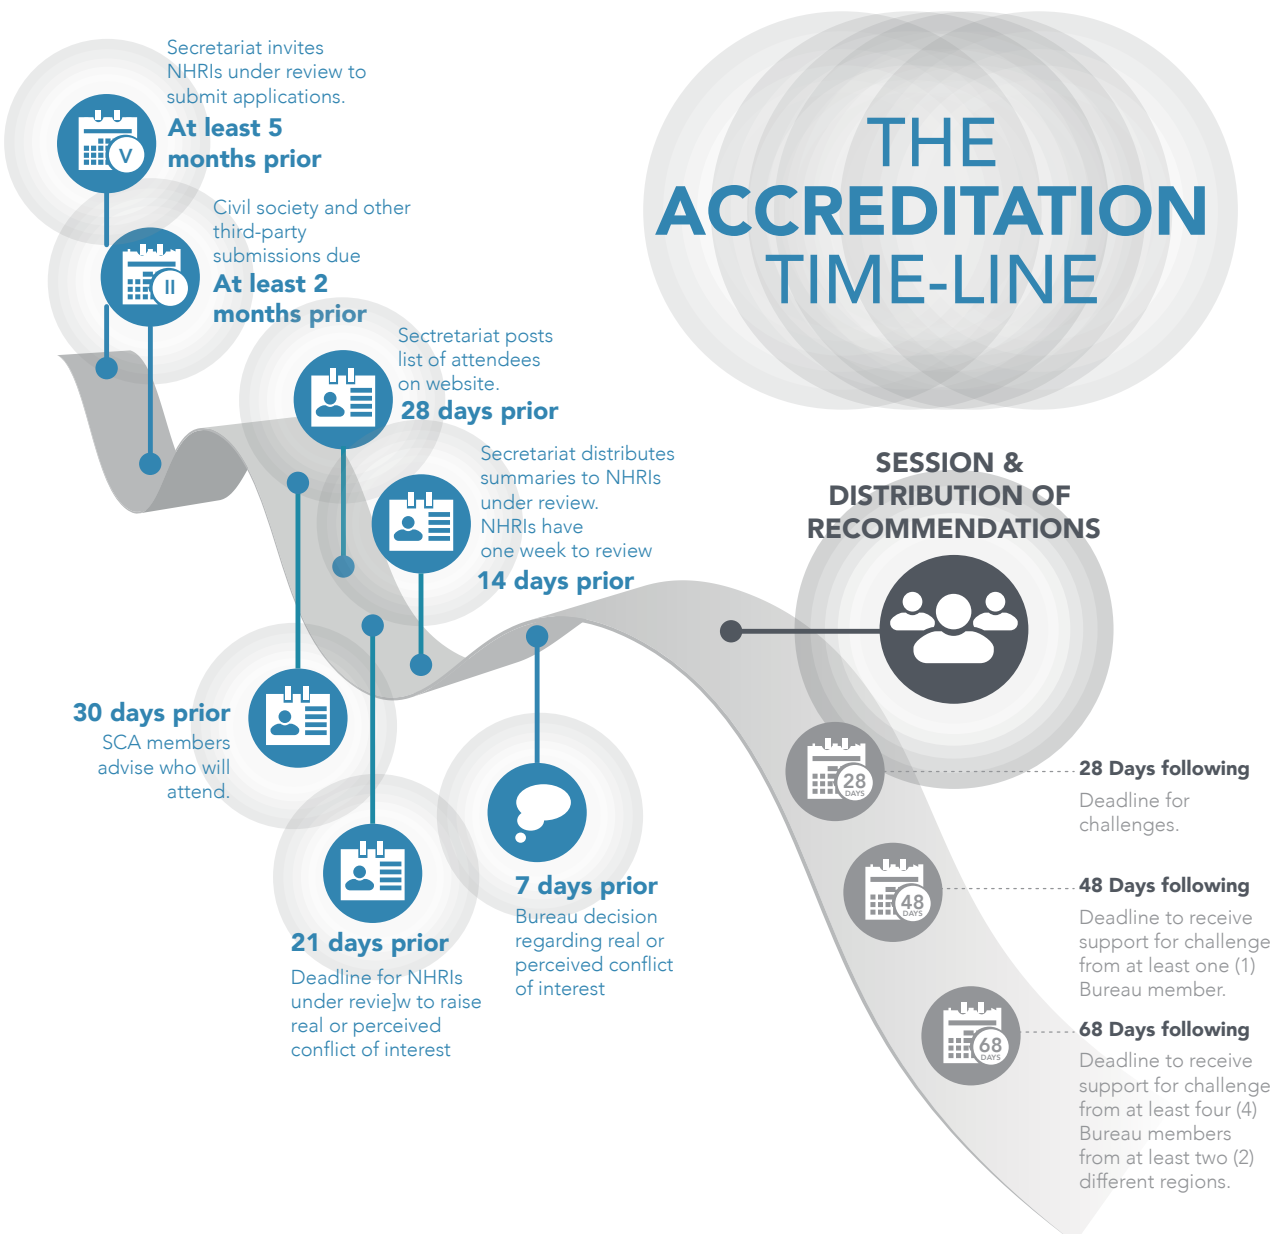 THE
ACCREDITATION
TIME-LINE
Secretariat invites
NHRIs under review to
submit applications.
At least 5
months prior
V
Civil society and other
third-party
submissions due
At least 2
months prior
II
Sectretariat posts
list of attendees
on website.
28 days prior
Secretariat distributes
summaries to NHRIs
under review.
NHRIs have
one week to review
14 days prior
30 days prior
SCA members
advise who will
attend.
21 days prior
Deadline for NHRIs
under revie]w to raise
real or perceived
conflict of interest
7 days prior
Bureau decision
regarding real or
perceived conflict
of interest
SESSION &
DISTRIBUTION OF
RECOMMENDATIONS
28
DAYS
28 Days following
Deadline for
challenges.
48
DAYS
48 Days following
Deadline to receive
support for challenge
from at least one (1)
Bureau member.
68
DAYS
68 Days following
Deadline to receive
support for challenge
from at least four (4)
Bureau members
from at least two (2)
different regions.